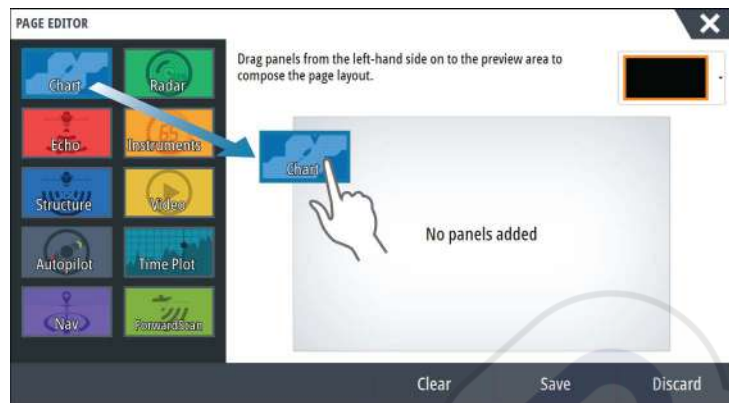 PAGE EDITOR
Drag panels from the left-hand side on to the preview area to
compose the page layout.
Chart
Radar
Echo
Instruments
Structure
Video
Autopilot
Time Plot
Nav
ForwardScan
Chart
No panels added
Clear
Save
Discard